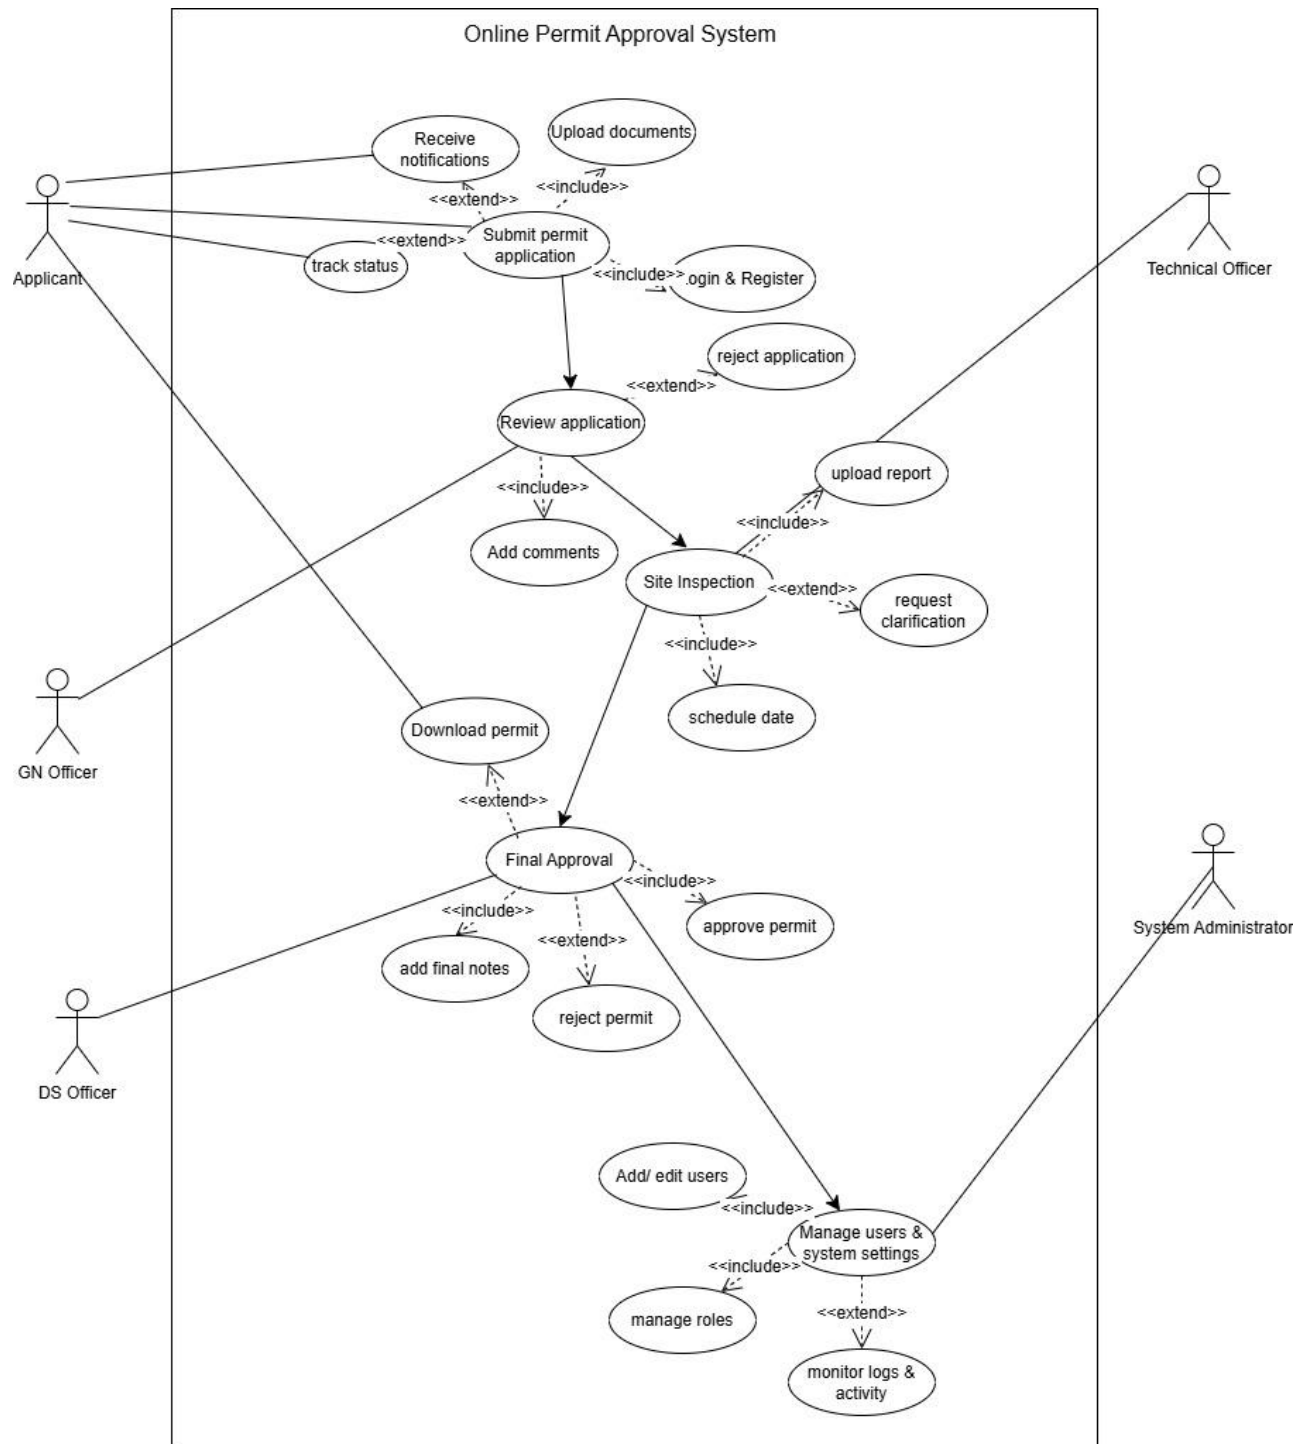 Online Permit Approval System
Upload documents
Receive
notifications
<<include>>
<<extend>>
Submit permit
application
<<extend>>
track status
<<include>>
ogin & Register
Applicant
Technical Officer
reject application
<<extend>>
Review application
<<include>>
upload report
<<include>>
Add comments
Site Inspection
<<extend>>
request
clarification
<<include>>
schedule date
Download permit
GN Officer
<<extend>>
Final Approval
<<include>>
approve permit
<<include>>
<<extend>>
add final notes
reject permit
System Administrator
DS Officer
Add/ edit users
<<include>>
Manage users &
system settings
<<include>>
manage roles
<<extend>>
monitor logs &
activity